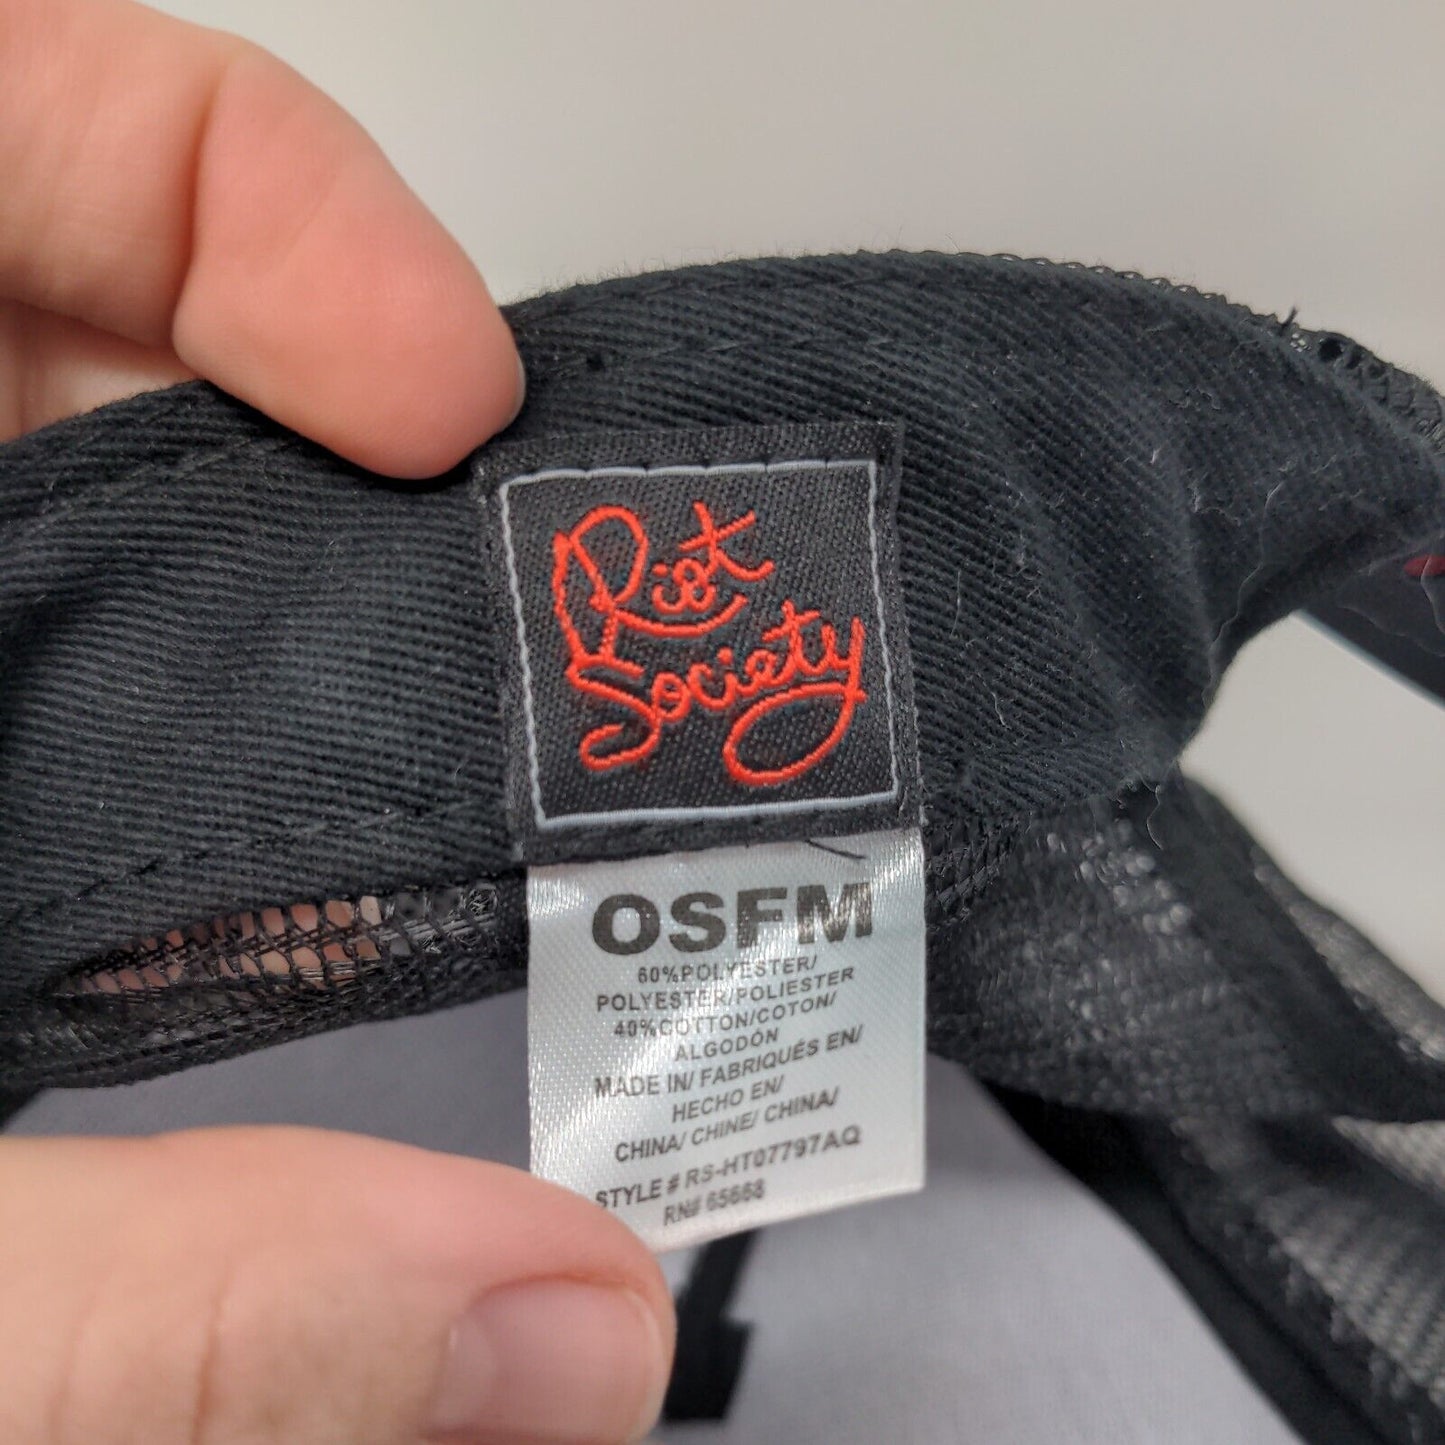 Riot
Society
OSFM
60%POLYESTER/
POLYESTER/POLIESTER
40%COTTON/COTON/
ALGODÓN
MADE IN/ FABRIQUÉS EN/
HECHO EN/
CHINA/ CHINE/ CHINA/
STYLE # RS-HT07797AQ
RN# 65668